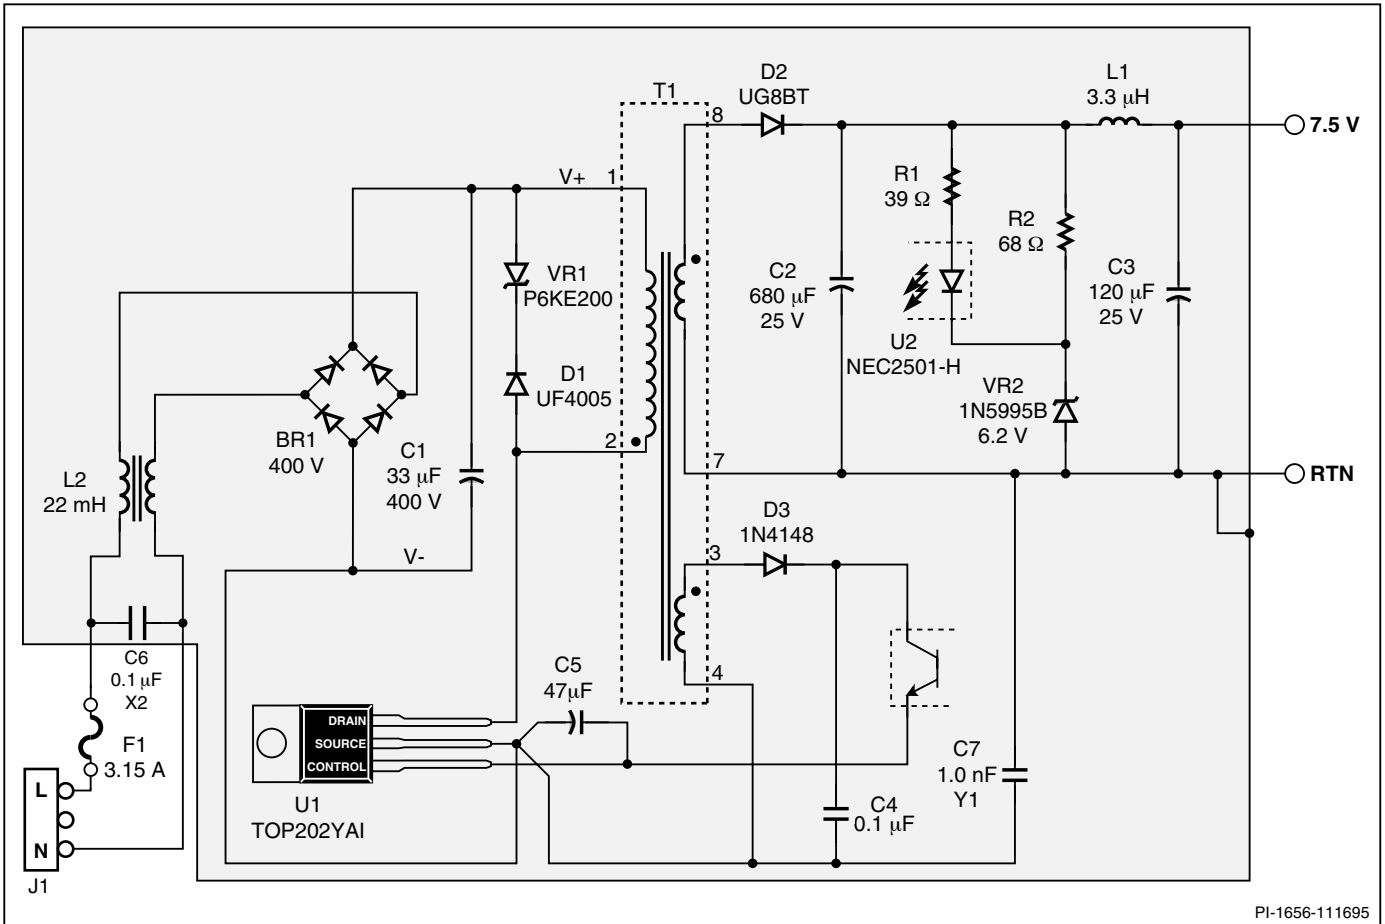 D2
UG8BT
L1
3.3 µH
T1
8
7.5 V
V+
1
R1
39 Ω
R2
68 Ω
VR1
P6KE200
C2
680 µF
25 V
C3
120 µF
25 V
U2
NEC2501-H
D1
UF4005
VR2
1N5995B
6.2 V
BR1
400 V
C1
33 µF
400 V
2
7
RTN
L2
22 mH
V-
D3
1N4148
3
C6
0.1 µF
X2
C5
47µF
4
DRAIN
SOURCE
CONTROL
F1
3.15 A
C7
1.0 nF
Y1
L
N
J1
U1
TOP202YAI
C4
0.1 µF
PI-1656-111695